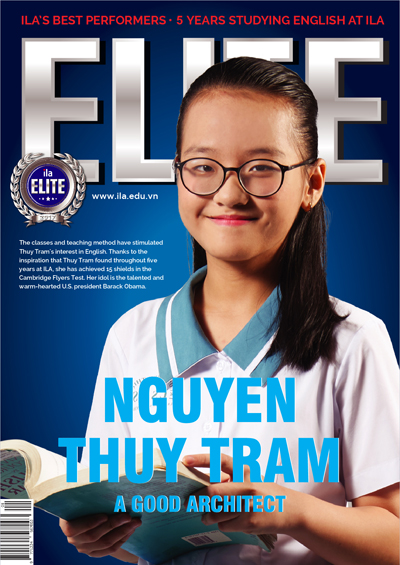 ILA'S BEST PERFORMERS • 5 YEARS STUDYING ENGLISH AT ILA
ELITE
ila
ELITE
www.ila.edu.vn
The classes and teaching method have stimulated
Thuy Tram's interest in English. Thanks to the
inspiration that Thuy Tram found throughout five
years at ILA, she has achieved 15 shields in the
Cambridge Flyers Test. Her idol is the talented and
warm-hearted U.S. president Barack Obama.
NGUYEN
THUY TRAM
A GOOD ARCHITECT